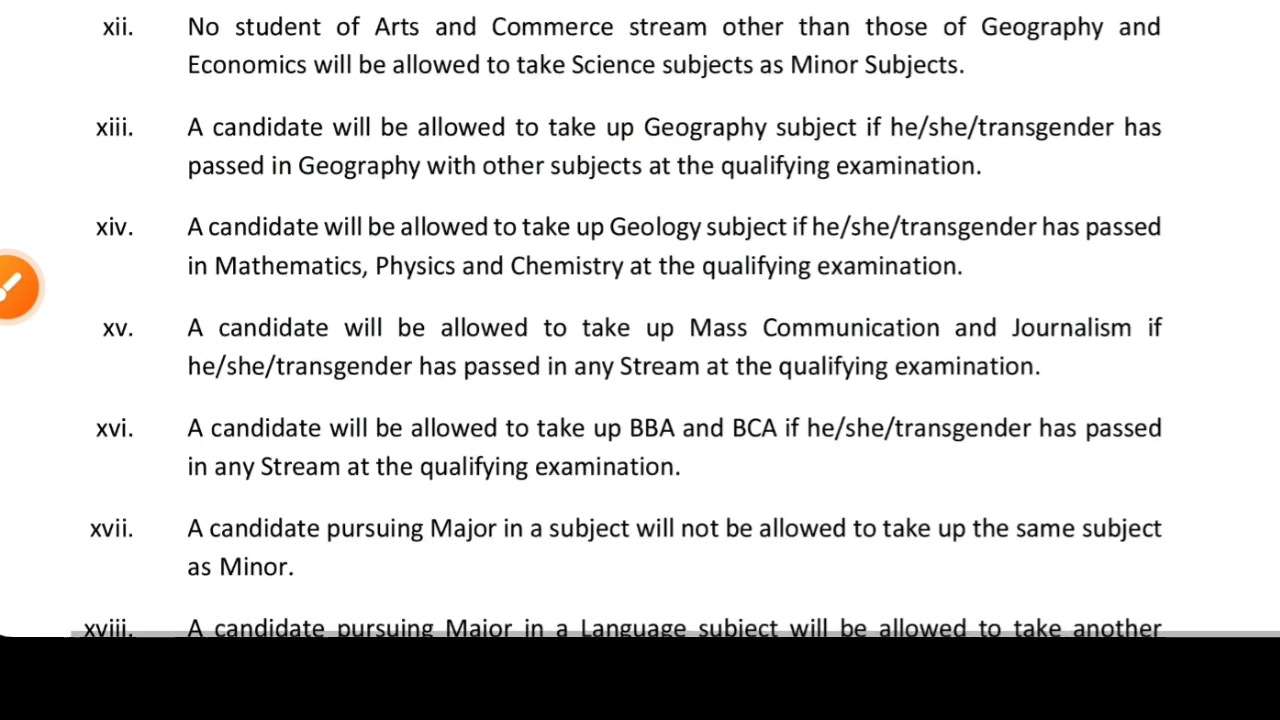 xii. No student of Arts and Commerce stream other than those of Geography and
Economics will be allowed to take Science subjects as Minor Subjects.
xiii. A candidate will be allowed to take up Geography subject if he/she/transgender has
passed in Geography with other subjects at the qualifying examination.
xiv. A candidate will be allowed to take up Geology subject if he/she/transgender has passed
in Mathematics, Physics and Chemistry at the qualifying examination.
xv. A candidate will be allowed to take up Mass Communication and Journalism if
he/she/transgender has passed in any Stream at the qualifying examination.
xvi. A candidate will be allowed to take up BBA and BCA if he/she/transgender has passed
in any Stream at the qualifying examination.
xvii. A candidate pursuing Major in a subject will not be allowed to take up the same subject
as Minor.
xviii. A candidate pursuing Major in a Language subject will be allowed to take another